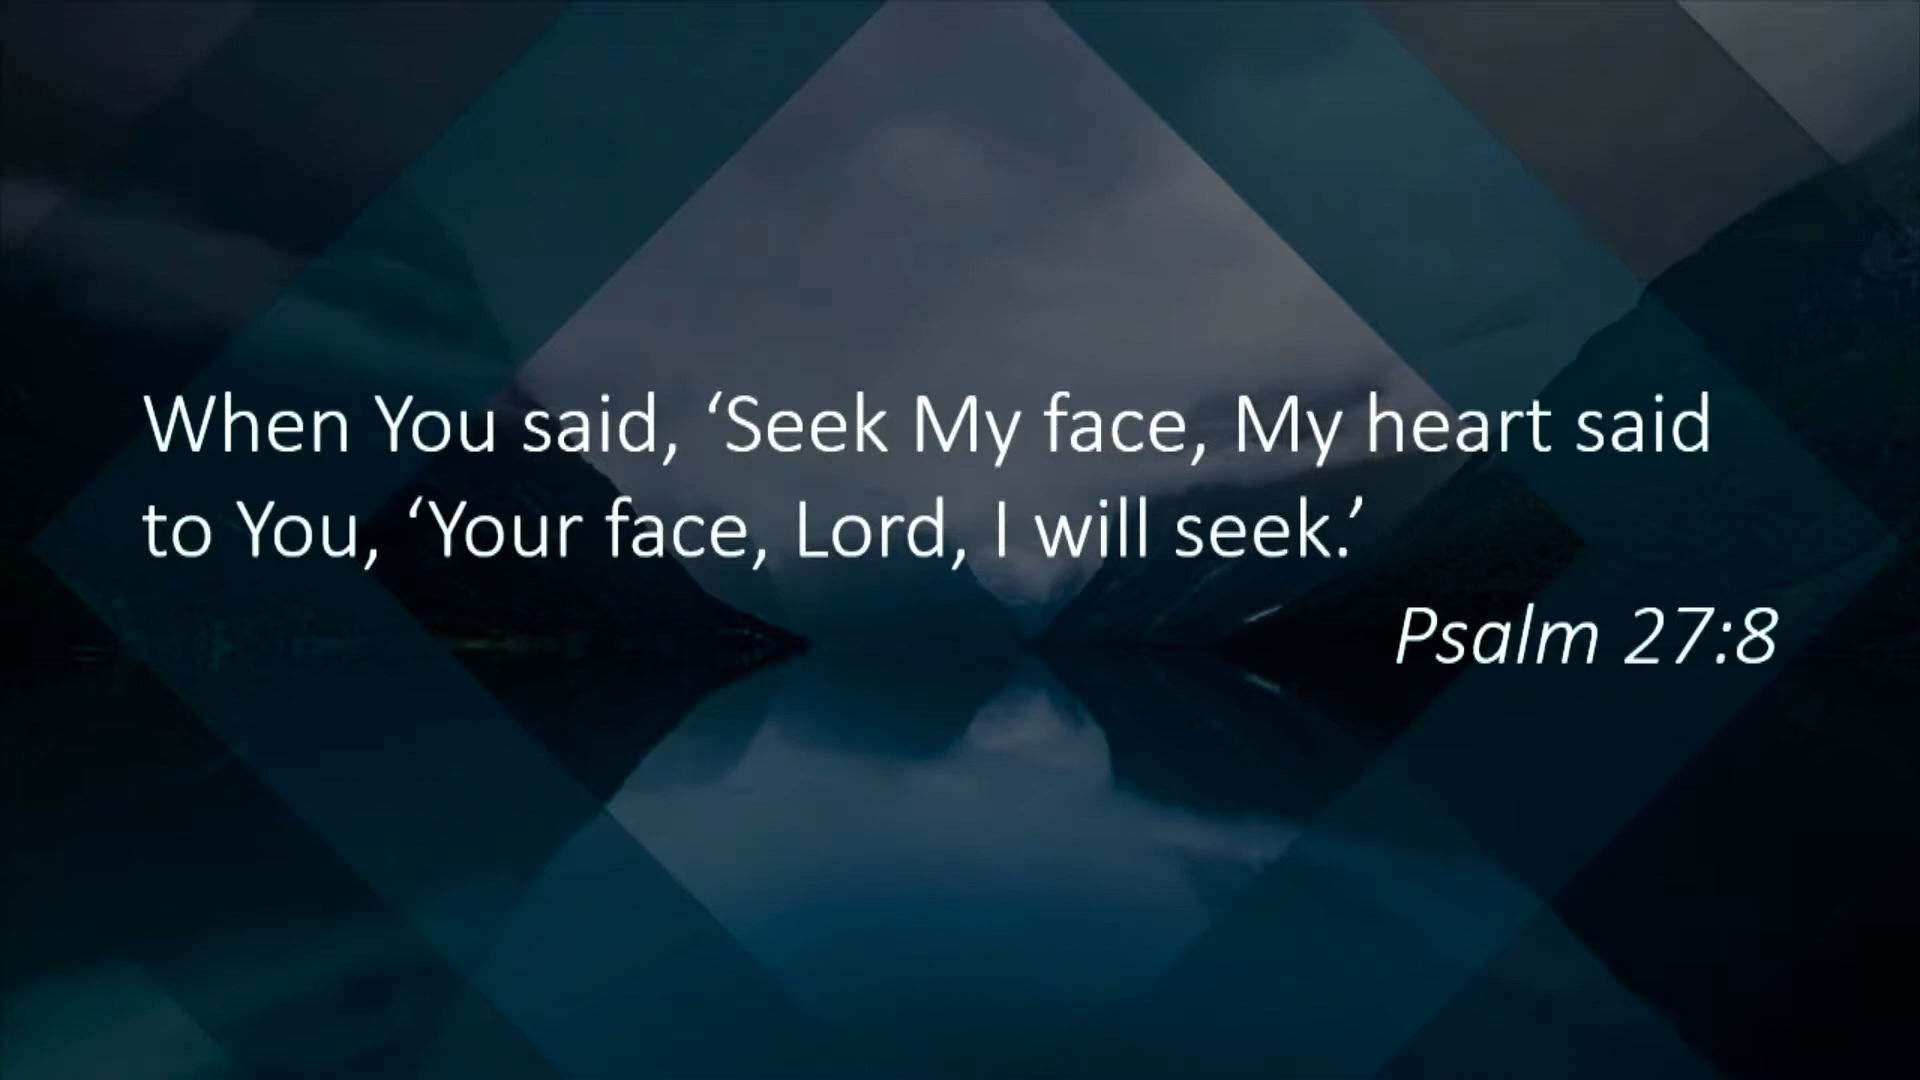 When You said, ‘Seek My face, My heart said
to You, ‘Your face, Lord, I will seek.’
Psalm 27:8